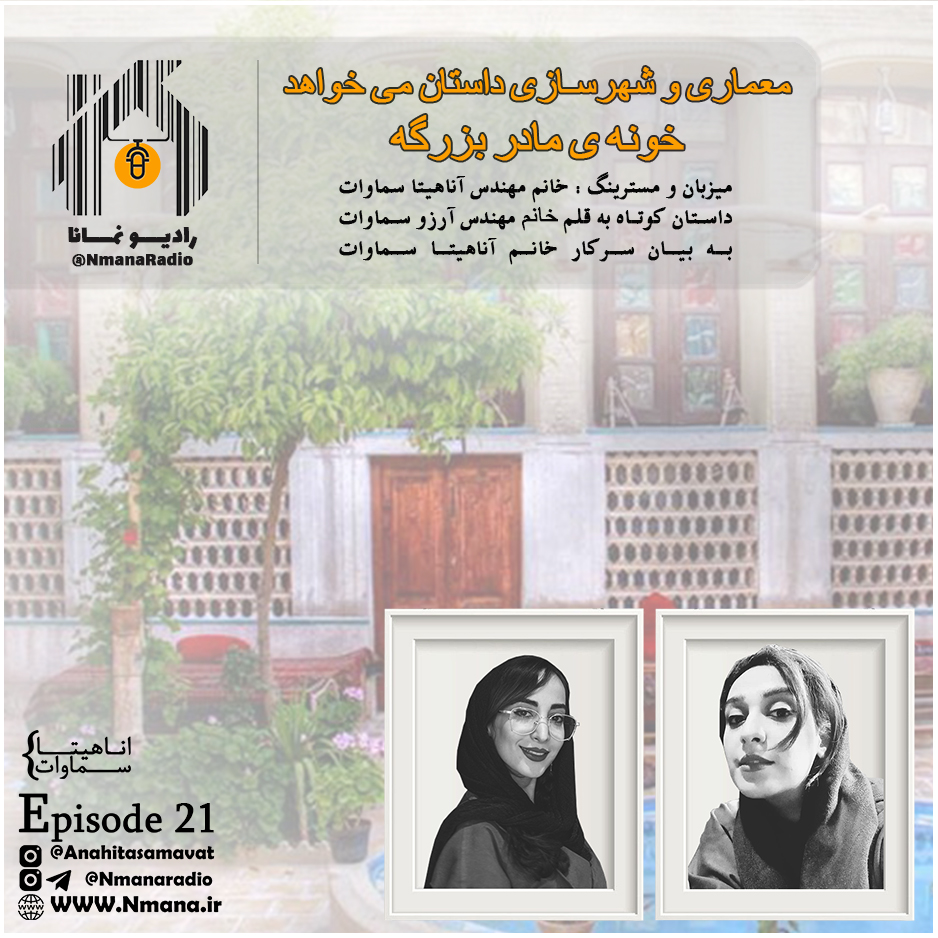 معماری و شهرسازی داستان می خواهد
خونه ی مادر بزرگه
میزبان و مسترینگ : خانم مهندس آناهیتا سماوات
داستان کوتاه به قلم خانم مهندس آرزو سماوات
به بیان سرکار خانم آناهیتا سماوات
رادیو نمانا
@NmanaRadio
اناهیتا
سماوات
Episode 21
@Anahitasamavat
@Nmanaradio
WWW.Nmana.ir